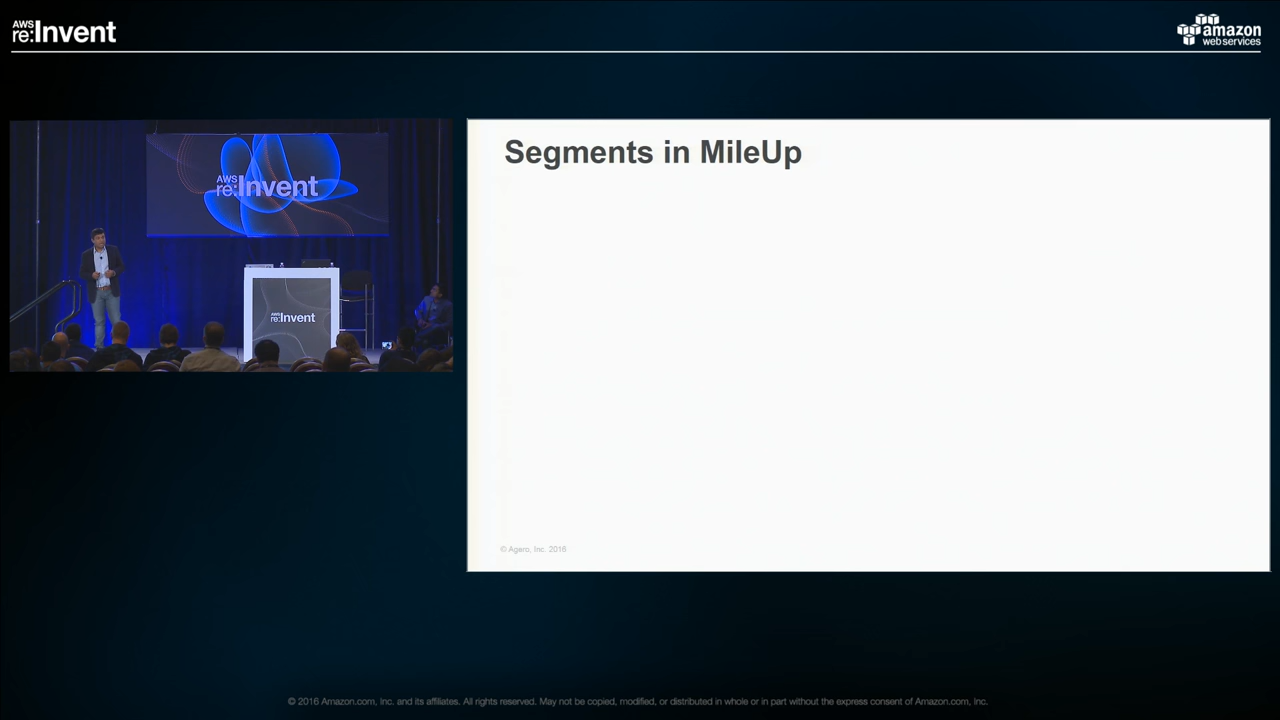 AWS
re:Invent
amazon
web services
AWS
re:Invent
AWS
re:Invent
Segments in MileUp
© Agero, Inc. 2016
© 2016 Amazon.com, Inc. and its affiliates. All rights reserved. May not be copied, modified, or distributed in whole or in part without the express consent of Amazon.com, Inc.